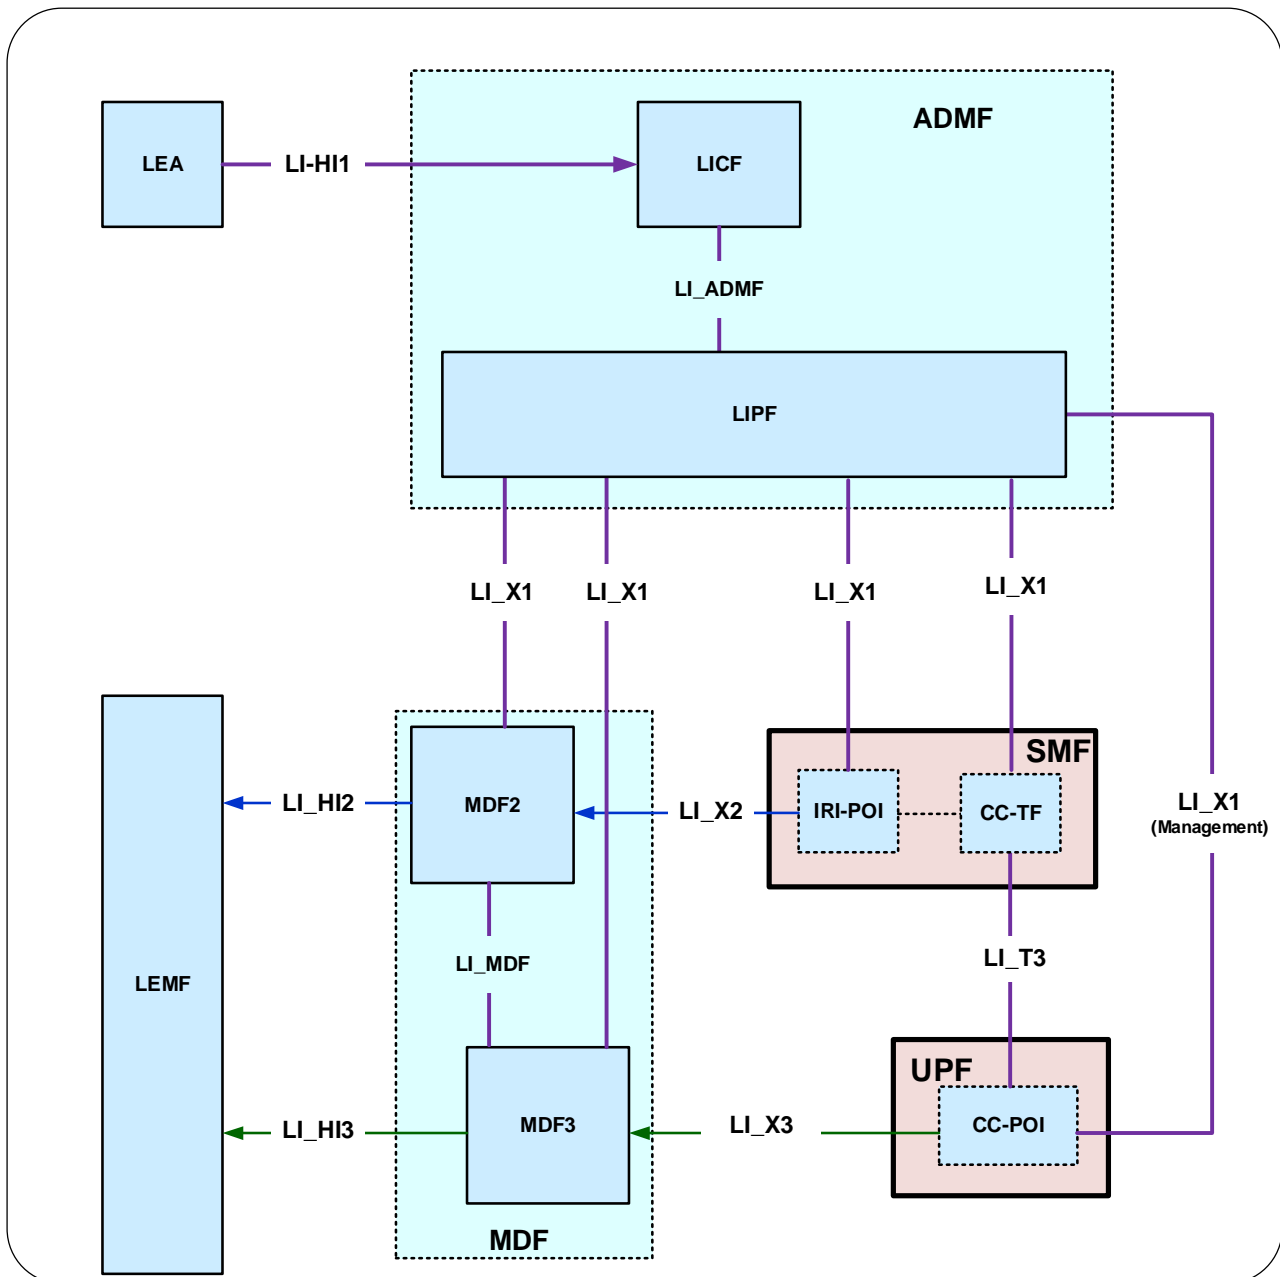 ADMF
LEA
LI-HI1
LICF
LI_ADMF
LIPF
LI_X1
LI_X1
LI_X1
LI_X1
SMF
LI_HI2
MDF2
LI_X2
IRI-POI
CC-TF
LI_X1
(Management)
LI_MDF
LI_T3
LEMF
UPF
LI_HI3
MDF3
LI_X3
CC-POI
MDF